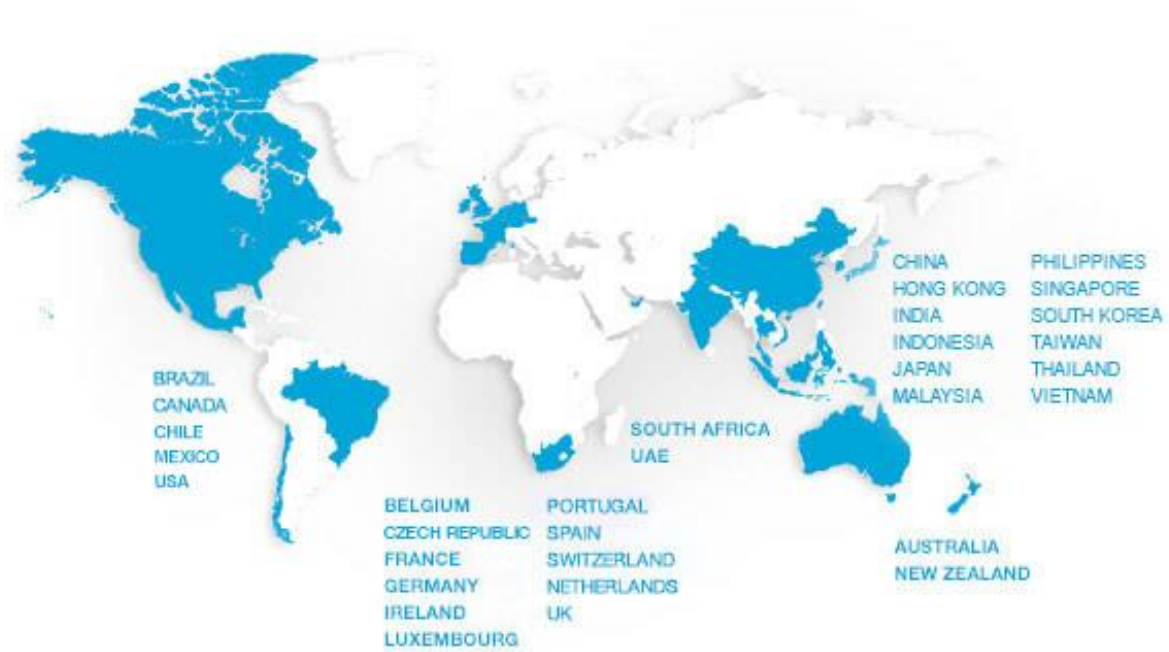 BRAZIL
CANADA
CHILE
MEXICO
USA
BELGIUM
CZECH REPUBLIC
FRANCE
GERMANY
IRELAND
LUXEMBOURG
PORTUGAL
SPAIN
SWITZERLAND
NETHERLANDS
UK
SOUTH AFRICA
UAE
CHINA
HONG KONG
INDIA
INDONESIA
JAPAN
MALAYSIA
PHILIPPINES
SINGAPORE
SOUTH KOREA
TAIWAN
THAILAND
VIETNAM
AUSTRALIA
NEW ZEALAND